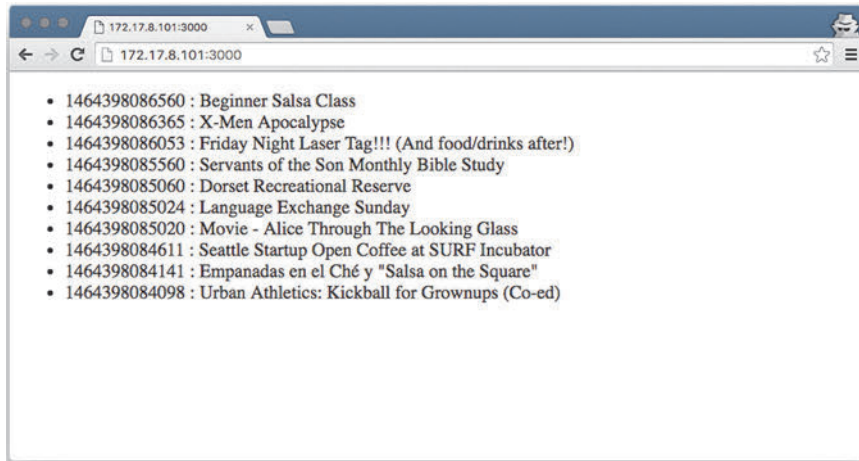 172.17.8.101:3000
172.17.8.101:3000
• 1464398086560 : Beginner Salsa Class
• 1464398086365 : X-Men Apocalypse
• 1464398086053 : Friday Night Laser Tag!!! (And food/drinks after!)
• 1464398085560 : Servants of the Son Monthly Bible Study
• 1464398085060 : Dorset Recreational Reserve
• 1464398085024 : Language Exchange Sunday
• 1464398085020 : Movie - Alice Through The Looking Glass
• 1464398084611 : Seattle Startup Open Coffee at SURF Incubator
• 1464398084141 : Empanadas en el Ché y "Salsa on the Square"
• 1464398084098 : Urban Athletics: Kickball for Grownups (Co-ed)